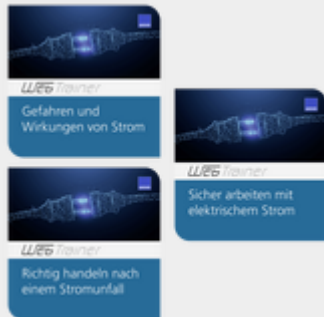 WEB Trainer
Gefahren und
Wirkungen von Strom
WEB Trainer
Sicher arbeiten mit
elektrischem Strom
WEB Trainer
Richtig handeln nach
einem Stromunfall